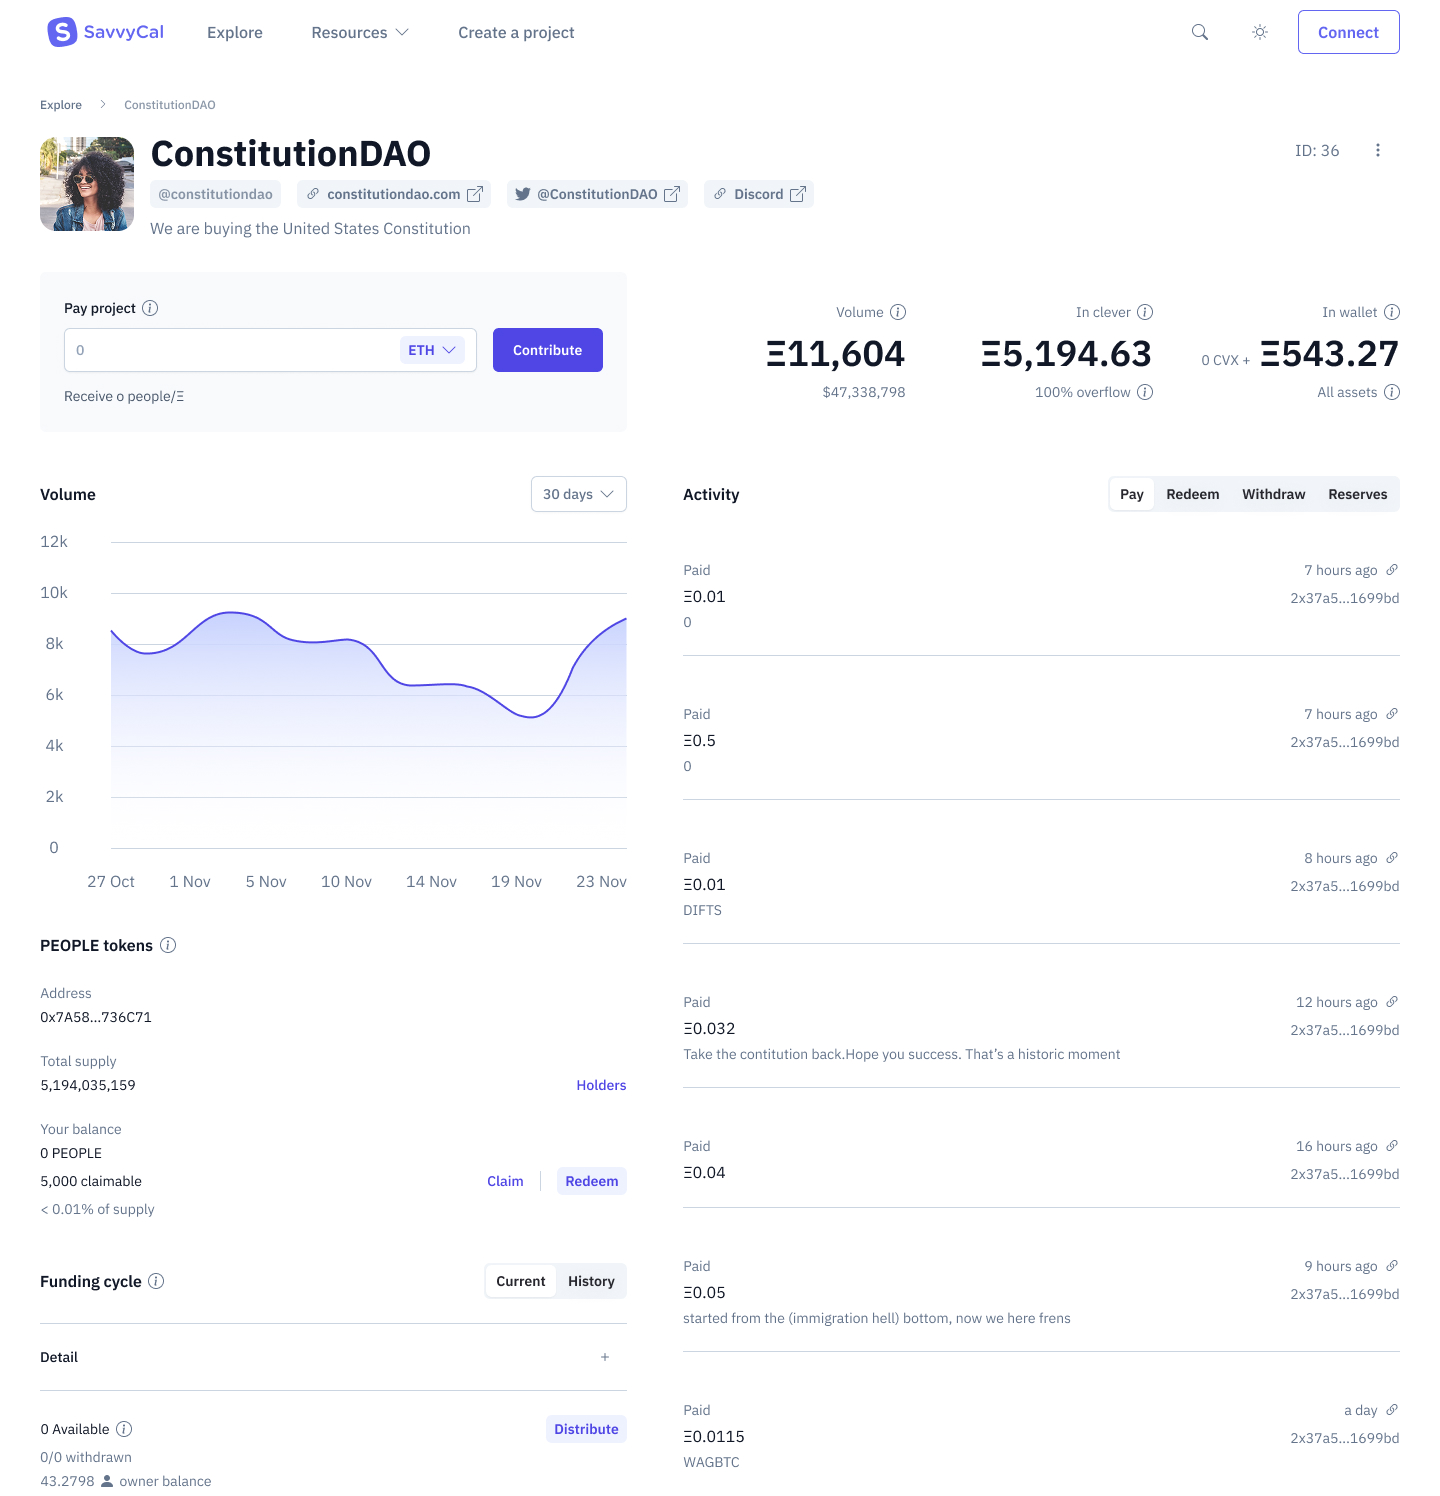 SavvyCal
Explore
Resources
Create a project
Connect
Explore
ConstitutionDAO
ConstitutionDAO
ID: 36
@constitutiondao
constitutiondao.com
@ConstitutionDAO
Discord
We are buying the United States Constitution
Pay project
0
ETH
Contribute
Receive o people/Ξ
Volume
Ξ11,604
$47,338,798
In clever
Ξ5,194.63
100% overflow
In wallet
0 CVX + Ξ543.27
All assets
Volume
30 days
12k
10k
8k
6k
4k
2k
0
27 Oct
1 Nov
5 Nov
10 Nov
14 Nov
19 Nov
23 Nov
PEOPLE tokens
Address
0x7A58...736C71
Total supply
5,194,035,159
Holders
Your balance
0 PEOPLE
5,000 claimable
Claim
Redeem
< 0.01% of supply
Funding cycle
Current
History
Detail
+
0 Available
Distribute
0/0 withdrawn
43.2798 owner balance
Activity
Pay
Redeem
Withdraw
Reserves
Paid
7 hours ago
Ξ0.01
2x37a5...1699bd
0
Paid
7 hours ago
Ξ0.5
2x37a5...1699bd
0
Paid
8 hours ago
Ξ0.01
2x37a5...1699bd
DIFTS
Paid
12 hours ago
Ξ0.032
2x37a5...1699bd
Take the contitution back.Hope you success. That’s a historic moment
Paid
16 hours ago
Ξ0.04
2x37a5...1699bd
Paid
9 hours ago
Ξ0.05
2x37a5...1699bd
started from the (immigration hell) bottom, now we here frens
Paid
a day
Ξ0.0115
2x37a5...1699bd
WAGBTC